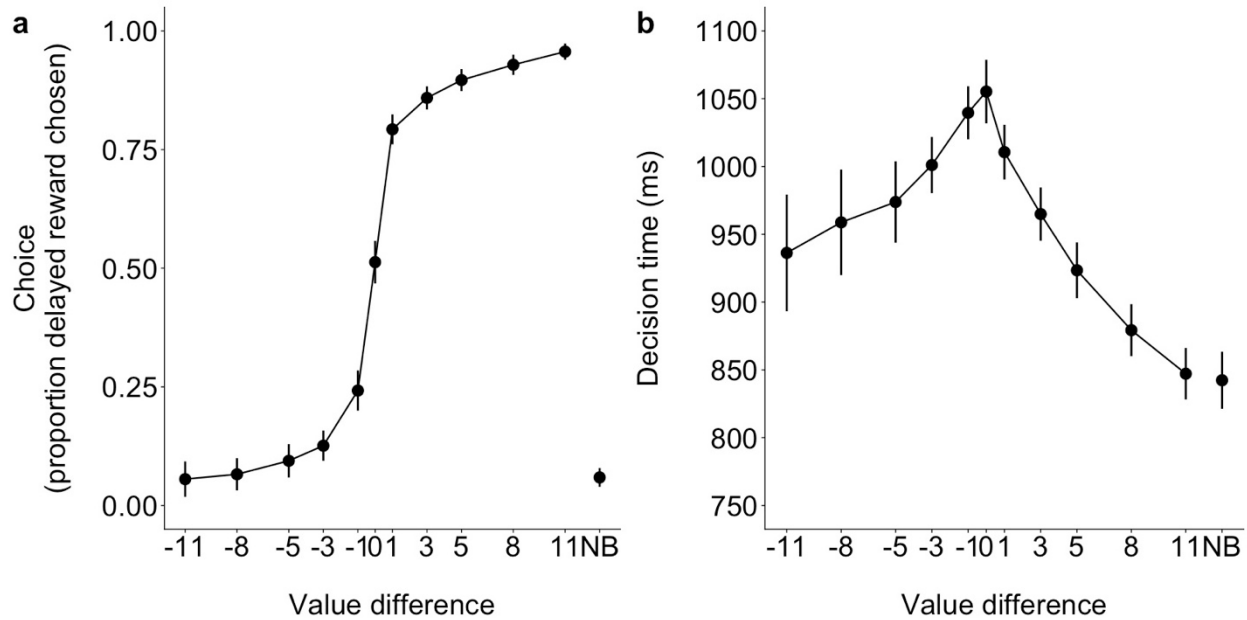 a
1.00
0.75
0.50
0.25
0.00
Choice
(proportion delayed reward chosen)
-11 -8 -5 -3 -1 0 1 3 5 8 11 NB
Value difference
b
1100
1050
1000
950
900
850
800
750
Decision time (ms)
-11 -8 -5 -3 -1 0 1 3 5 8 11 NB
Value difference